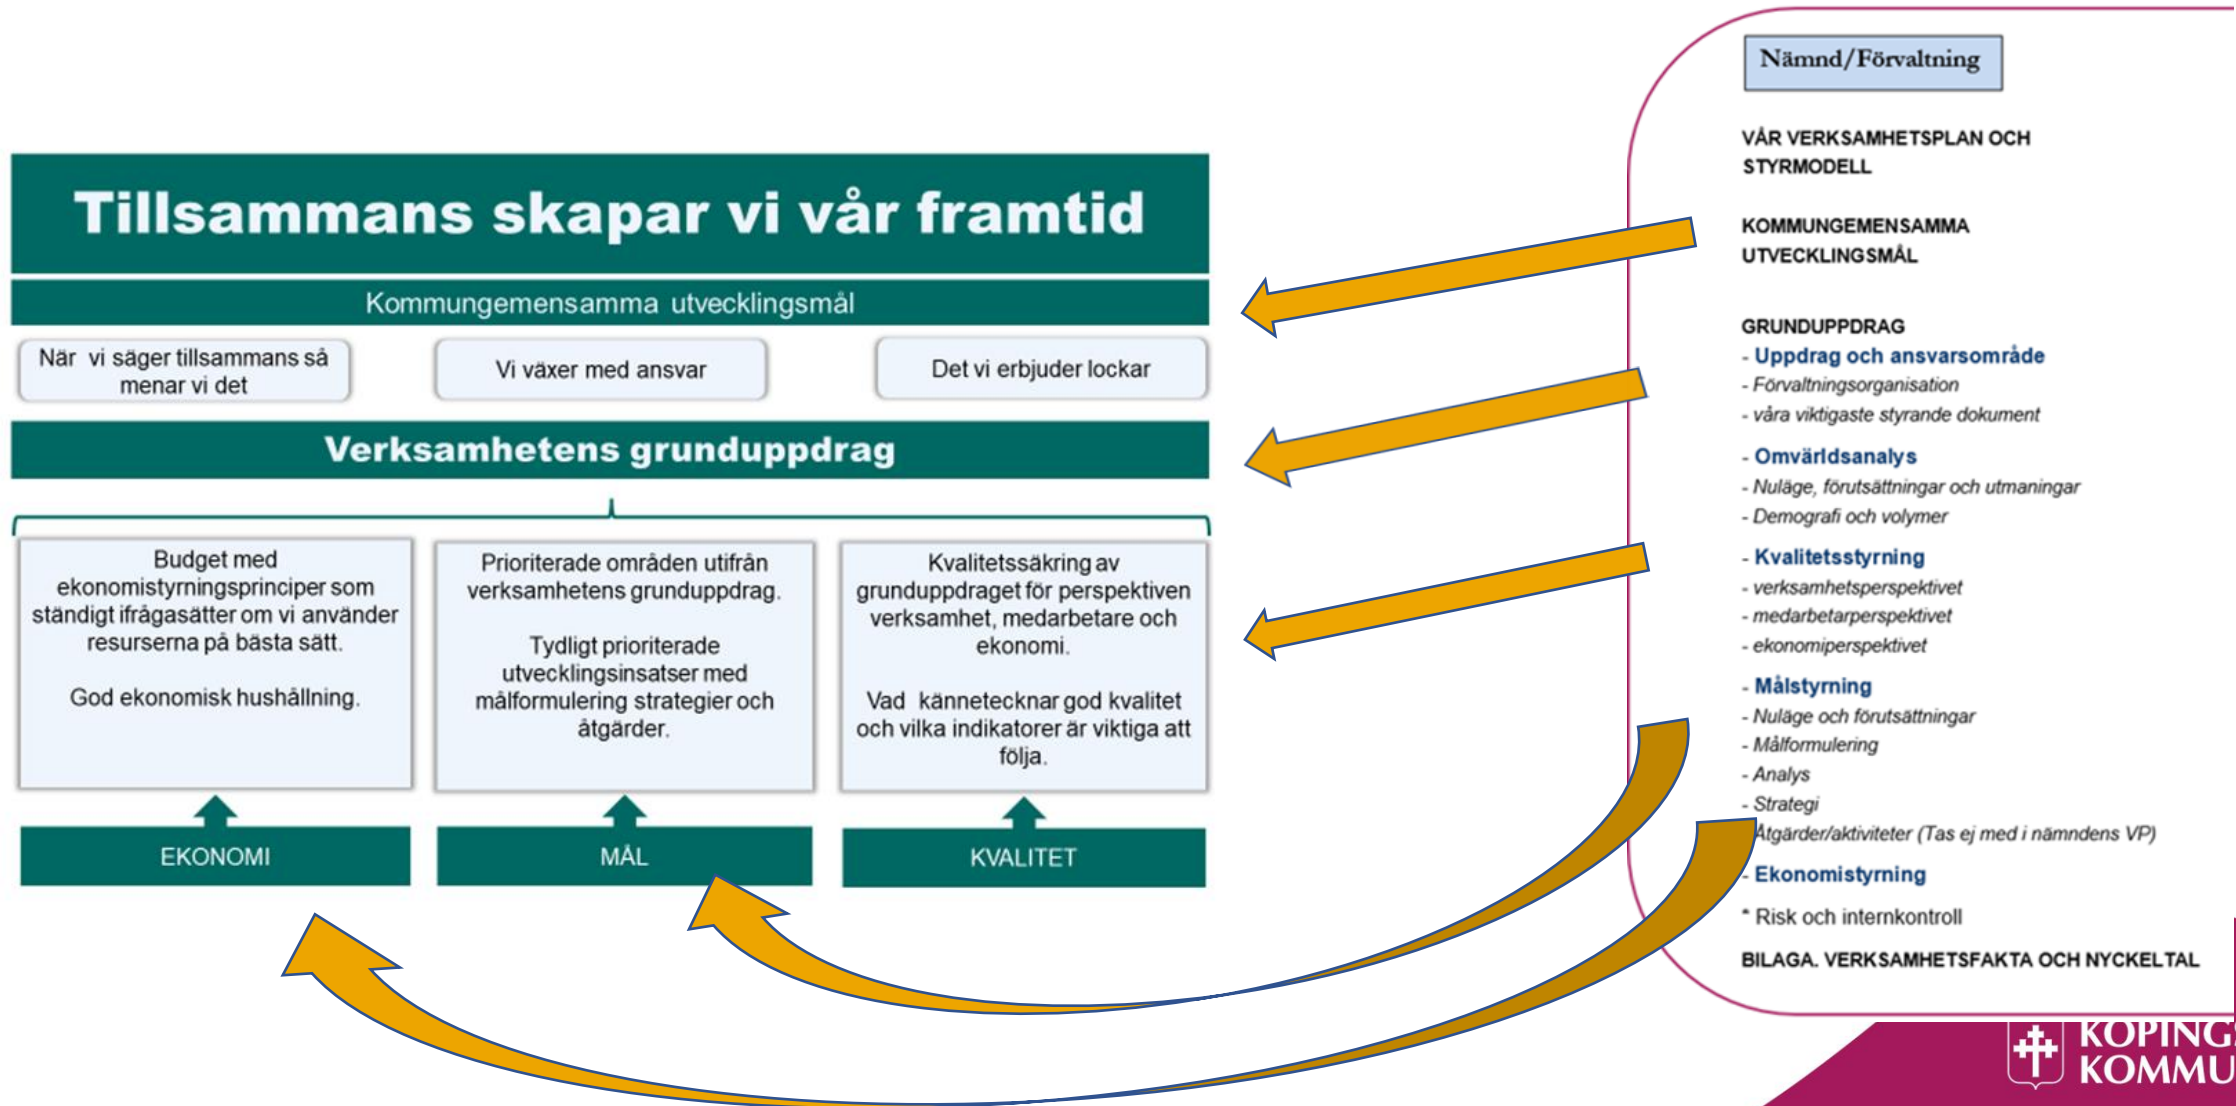 Tillsammans skapar vi vår framtid
Kommungemensamma utvecklingsmål
När vi säger tillsammans så
menar vi det
Vi växer med ansvar
Det vi erbjuder lockar
Verksamhetens grunduppdrag
Budget med
ekonomistyrningsprinciper som
ständigt ifrågasätter om vi använder
resurserna på bästa sätt.
God ekonomisk hushållning.
Prioriterade områden utifrån
verksamhetens grunduppdrag.
Tydligt prioriterade
utvecklingsinsatser med
målformulering strategier och
åtgärder.
Kvalitetssäkring av
grunduppdraget för perspektiven
verksamhet, medarbetare och
ekonomi.
Vad kännetecknar god kvalitet
och vilka indikatorer är viktiga att
följa.
EKONOMI
MÅL
KVALITET
Nämnd/Förvaltning
VÅR VERKSAMHETSPLAN OCH
STYRMODELL
KOMMUNGEMENSAMMA
UTVECKLINGSMÅL
GRUNDUPPDRAG
- Uppdrag och ansvarsområde
- Förvaltningsorganisation
- våra viktigaste styrande dokument
- Omvärldsanalys
- Nuläge, förutsättningar och utmaningar
- Demografi och volymer
- Kvalitetsstyrning
- verksamhetsperspektivet
- medarbetarperspektivet
- ekonomiperspektivet
- Målstyrning
- Nuläge och förutsättningar
- Målformulering
- Analys
- Strategi
Åtgärder/aktiviteter (Tas ej med i nämndens VP)
- Ekonomistyrning
* Risk och internkontroll
BILAGA. VERKSAMHETSFAKTA OCH NYCKELTAL
KÖPING
KOMMU